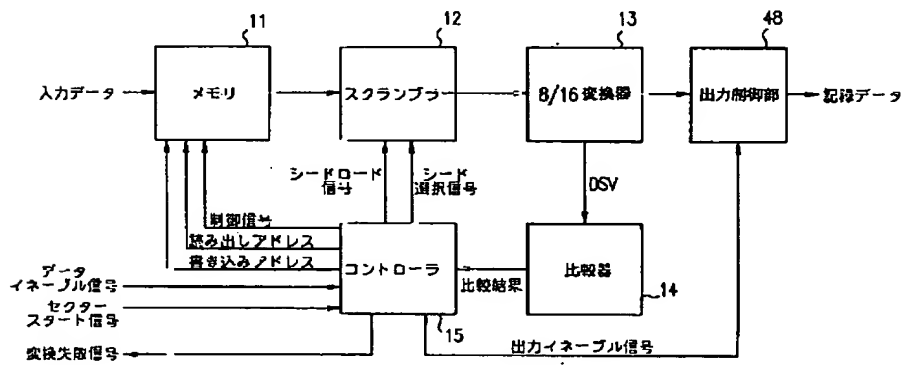 11
12
13
48
入力データ
メモリ
スクランブラ
8/16 変換器
出力制御部
記録データ
シードロード
信号
シード
選択信号
DSV
制御信号
読み出しアドレス
書き込みアドレス
コントローラ
比較器
データ
イネーブル信号
比較結果
14
セクター
スタート信号
15
変換失敗信号
出力イネーブル信号